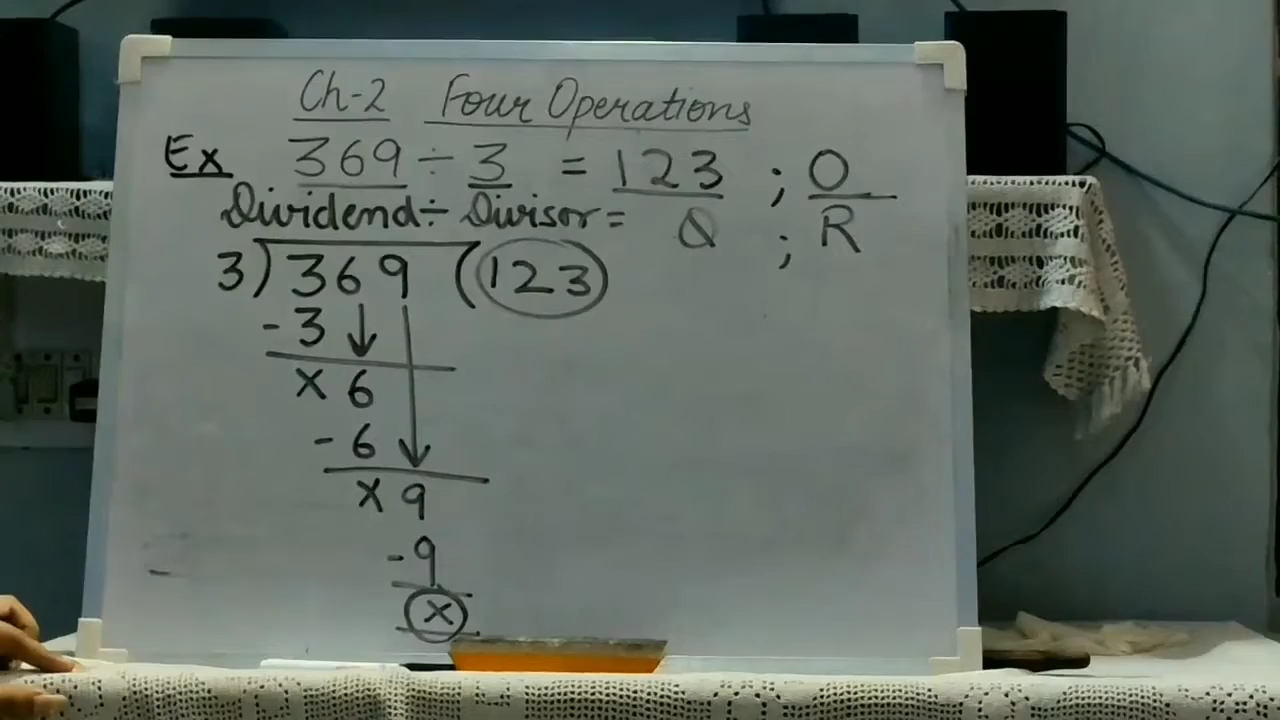 Ch-2 Four Operations
Ex 369 ÷ 3 = 123 ; 0
Dividend ÷ Divisor = Q ; R
3) 369 (123
- 3 ↓
x 6
- 6 ↓
x 9
- 9
x